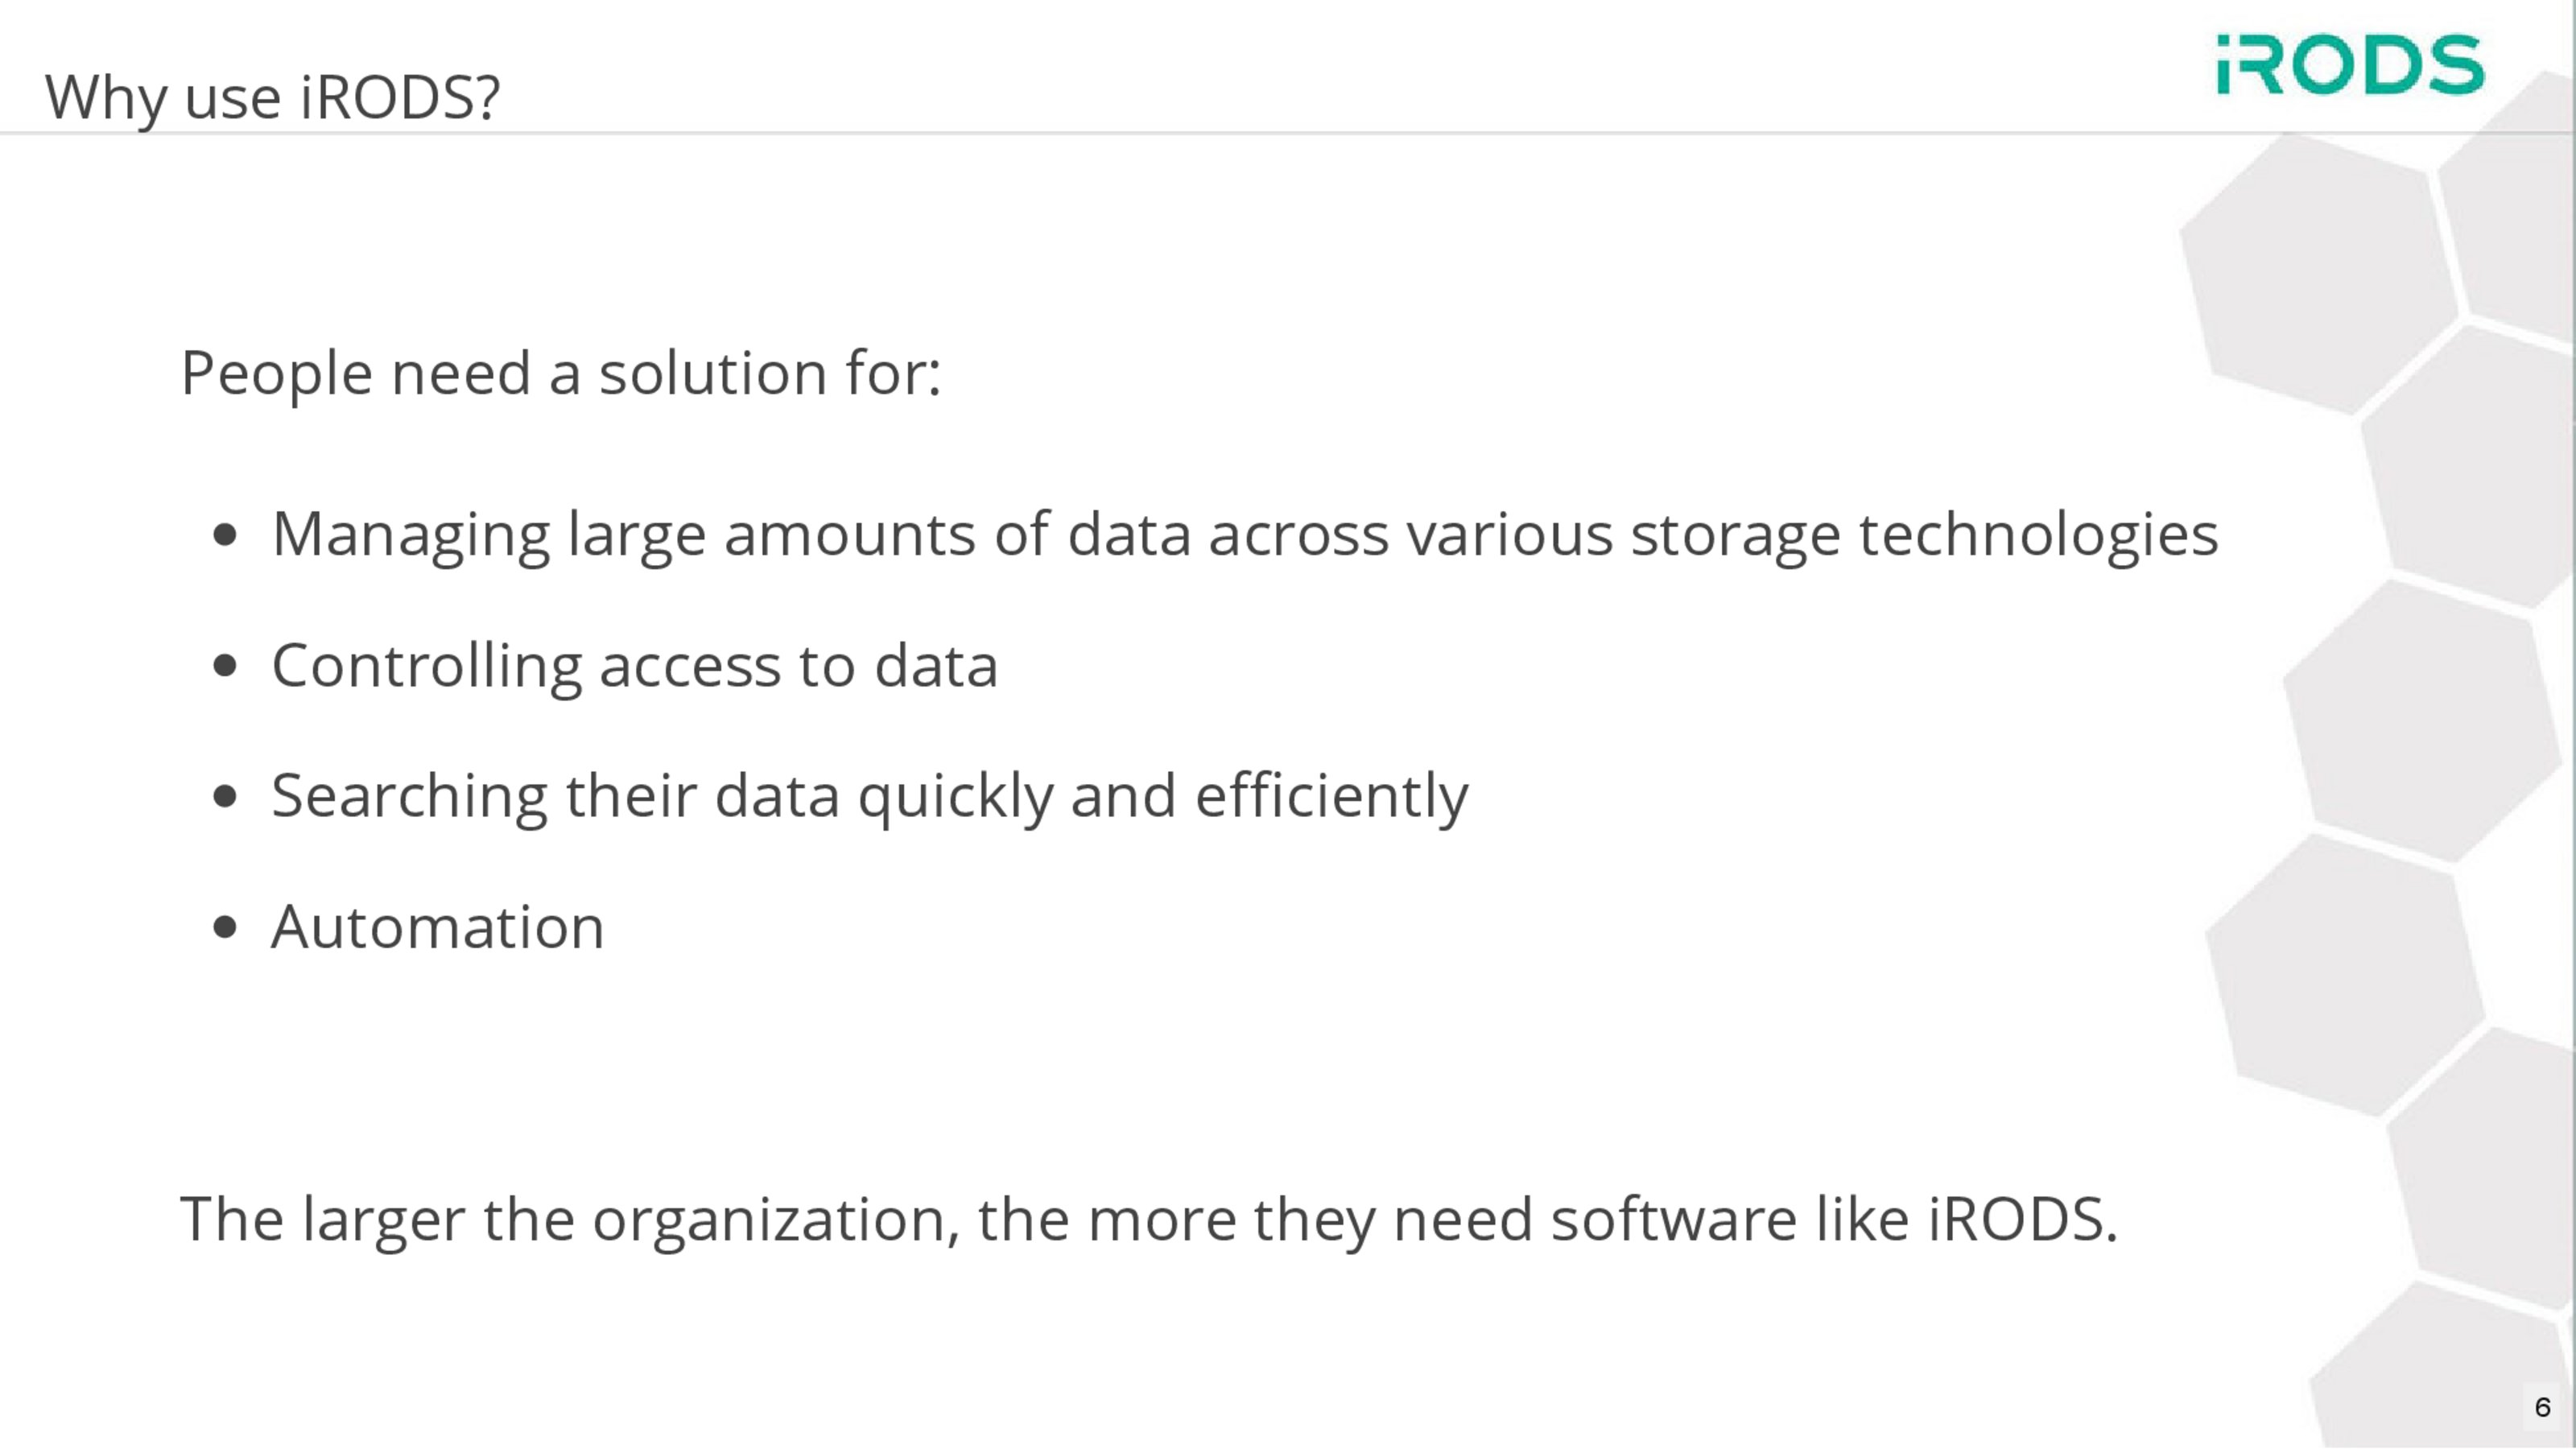 Why use iRODS?
iRODS
People need a solution for:
• Managing large amounts of data across various storage technologies
• Controlling access to data
• Searching their data quickly and efficiently
• Automation
The larger the organization, the more they need software like iRODS.
6